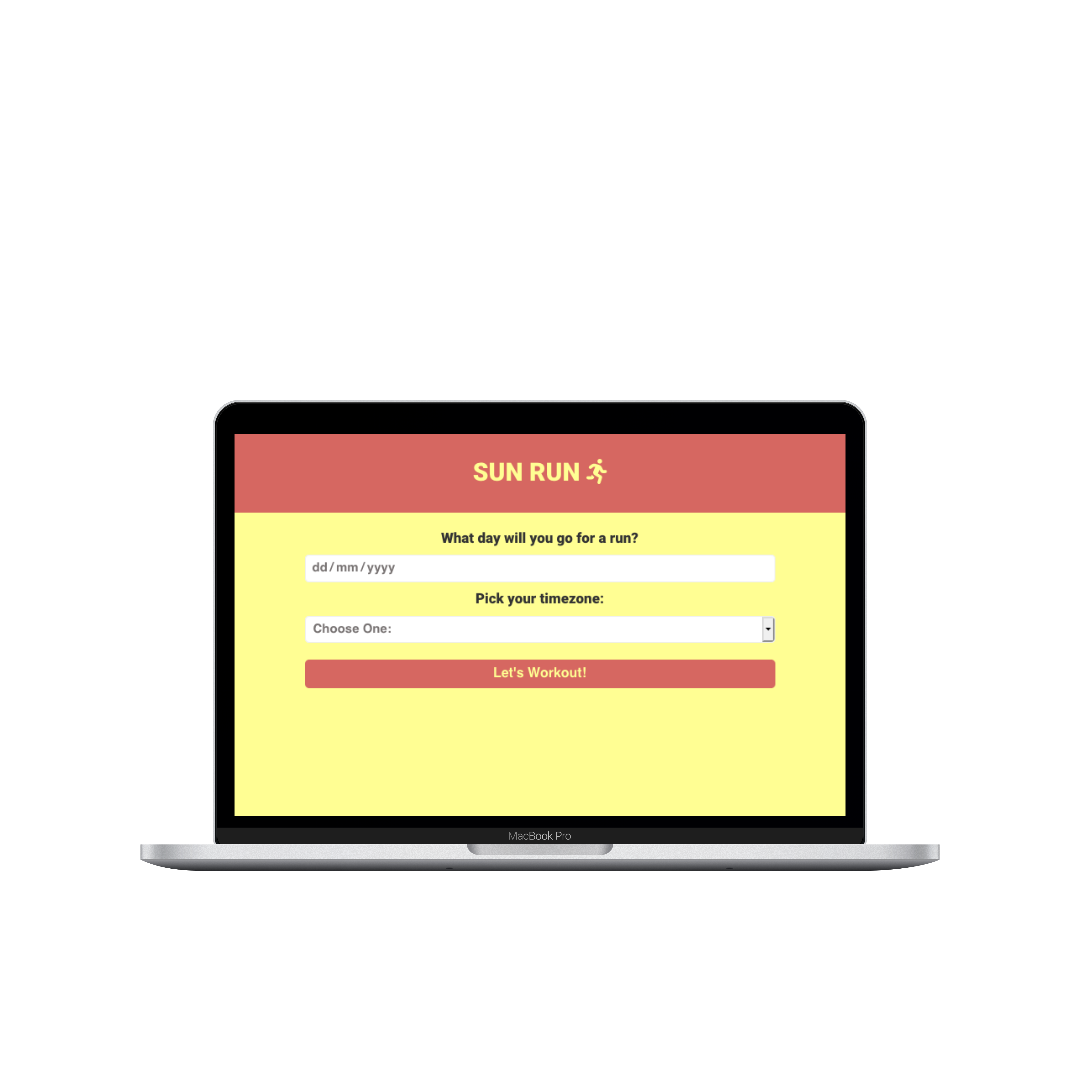 SUN RUN
What day will you go for a run?
dd/mm/yyyy
Pick your timezone:
Choose One:
Let's Workout!
MacBook Pro